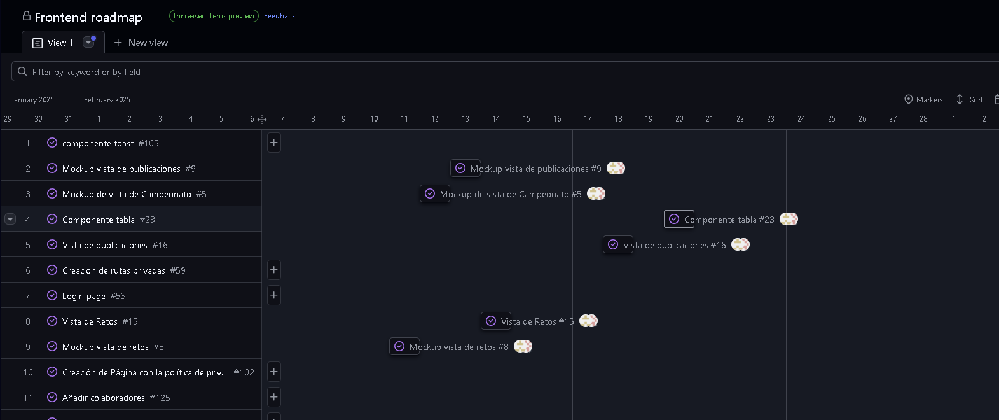 Frontend roadmap Increased items preview Feedback
View 1 New view
Filter by keyword or by field
January 2025 February 2025 Markers Sort
29 30 31 1 2 3 4 5 6 7 8 9 10 11 12 13 14 15 16 17 18 19 20 21 22 23 24 25 26 27 28 1 2
1 componente toast #105
2 Mockup vista de publicaciones #9 Mockup vista de publicaciones #9
3 Mockup de vista de Campeonato #5 Mockup de vista de Campeonato #5
4 Componente tabla #23 Componente tabla #23
5 Vista de publicaciones #16 Vista de publicaciones #16
6 Creacion de rutas privadas #59
7 Login page #53
8 Vista de Retos #15 Vista de Retos #15
9 Mockup vista de retos #8 Mockup vista de retos #8
10 Creación de Página con la política de priv... #102
11 Añadir colaboradores #125